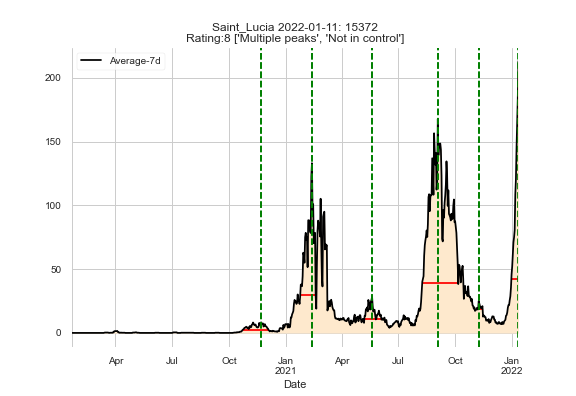 Saint_Lucia 2022-01-11: 15372
Rating:8 ['Multiple peaks', 'Not in control']
Average-7d
200
150
100
50
0
Apr Jul Oct Jan Apr Jul Oct Jan
2021 2022
Date